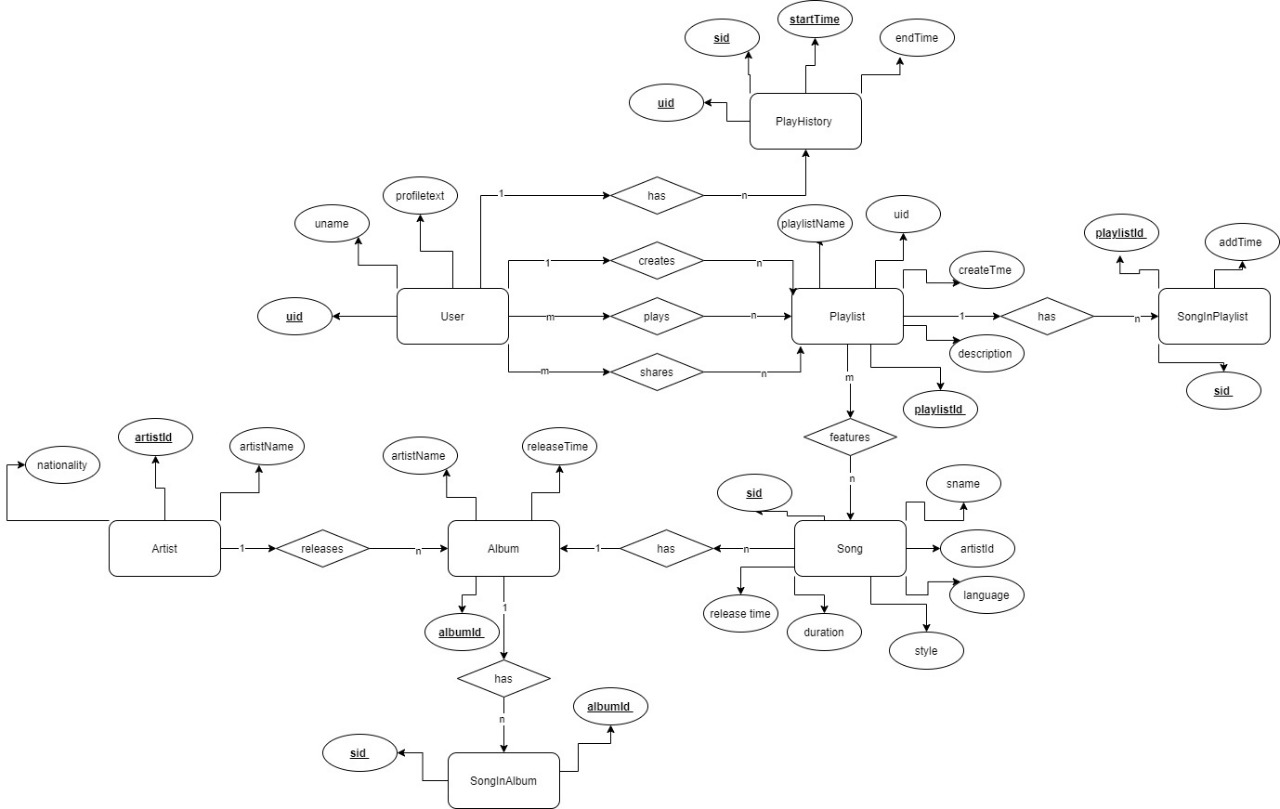 startTime
sid
endTime
uid
PlayHistory
1
has
n
profiletext
uname
uid
User
1
creates
n
m
plays
n
m
shares
n
playlistName
uid
createTme
Playlist
description
playlistId
1
has
n
playlistId
addTime
SongInPlaylist
sid
m
features
n
nationality
artistId
artistName
Artist
1
releases
n
artistName
releaseTime
Album
albumId
1
has
n
sid
sname
Song
artistId
language
release time
duration
style
1
has
n
albumId
sid
SongInAlbum